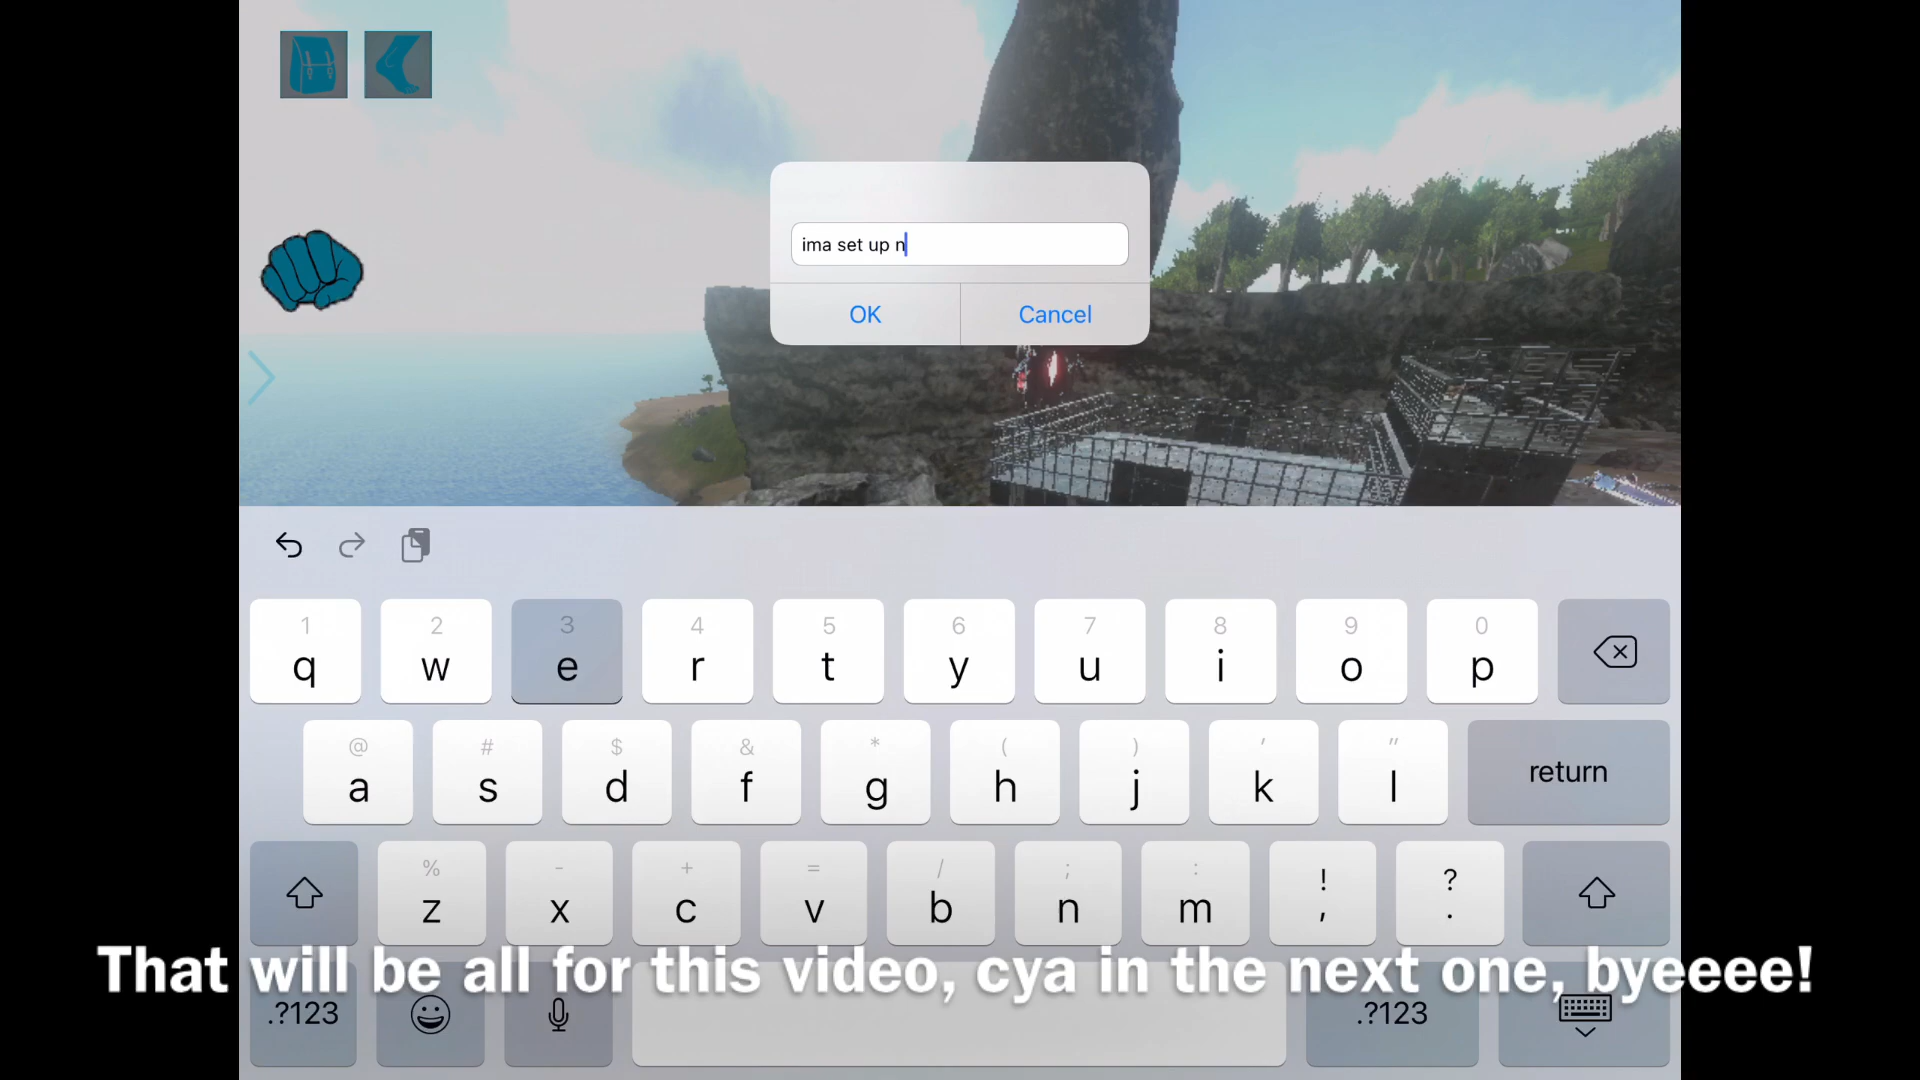 ima set up n
OK Cancel
1 2 3 4 5 6 7 8 9 0
q w e r t y u i o p
@ # $ & * ( ) ' "
a s d f g h j k l return
% - + = / ; : ! ?
z x c v b n m , .
That will be all for this video, cya in the next one, byeeee!
.?123 .?123